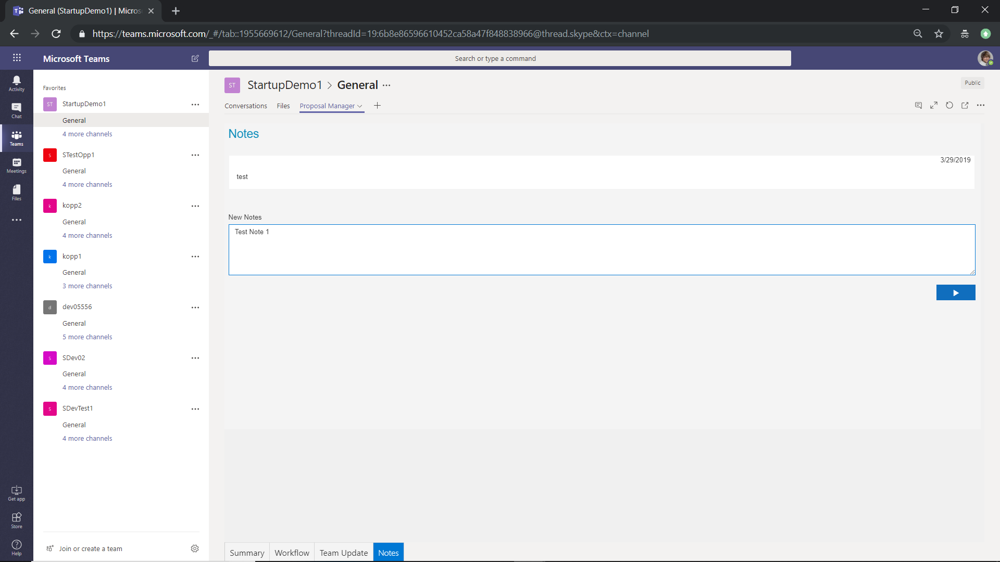 General (StartupDemo1) | Micros
https://teams.microsoft.com/_#/tab::1955669612/General?threadId=19:6b8e86596610452ca58a47f848838966@thread.skype&ctx=channel
Microsoft Teams
Search or type a command
Activity
Chat
Teams
Meetings
Files
Get app
Store
Help
Favorites
ST StartupDemo1
General
4 more channels
S STestOpp1
General
4 more channels
k kopp2
General
4 more channels
k kopp1
General
3 more channels
d dev05556
General
5 more channels
S SDev02
General
4 more channels
S SDevTest1
General
4 more channels
Join or create a team
ST StartupDemo1 > General
Public
Conversations Files Proposal Manager
Notes
3/29/2019
test
New Notes
Test Note 1
Summary Workflow Team Update Notes